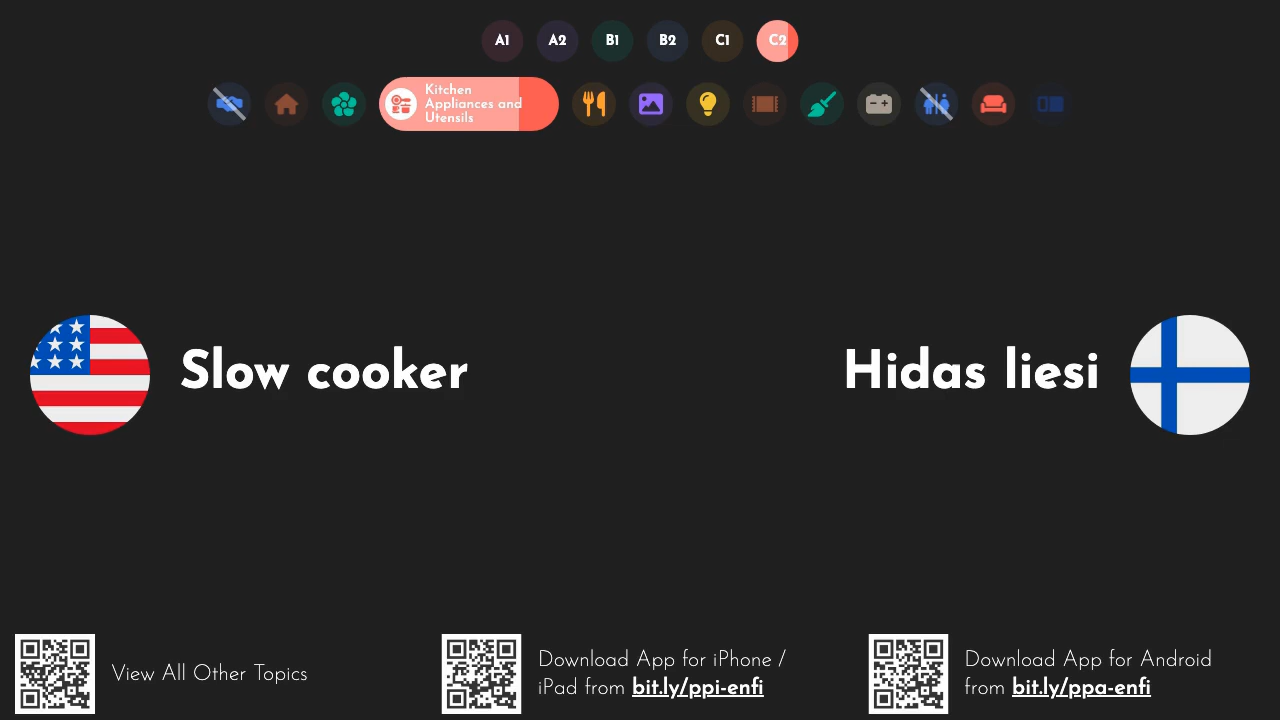 A1 A2 B1 B2 C1 C2
Kitchen
Appliances and
Utensils
Slow cooker
Hidas liesi
View All Other Topics
Download App for iPhone /
iPad from bit.ly/ppi-enfi
Download App for Android
from bit.ly/ppa-enfi